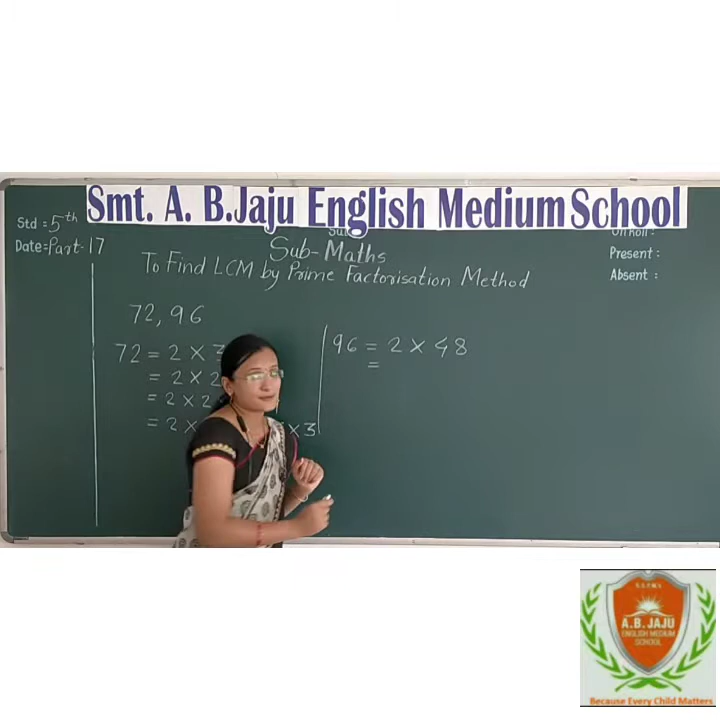 Smt. A. B.Jaju English Medium School
Std = 5th
Date=Part-17
Sub-Maths
Present :
Absent :
To Find LCM by Prime Factorisation Method
72, 96
72 = 2 ×
= 2 × 2
= 2 × 2
= 2 ×
× 3
96 = 2 × 48
=
A.B. JAJU
ENGLISH MEDIUM
SCHOOL
Because Every Child Matters